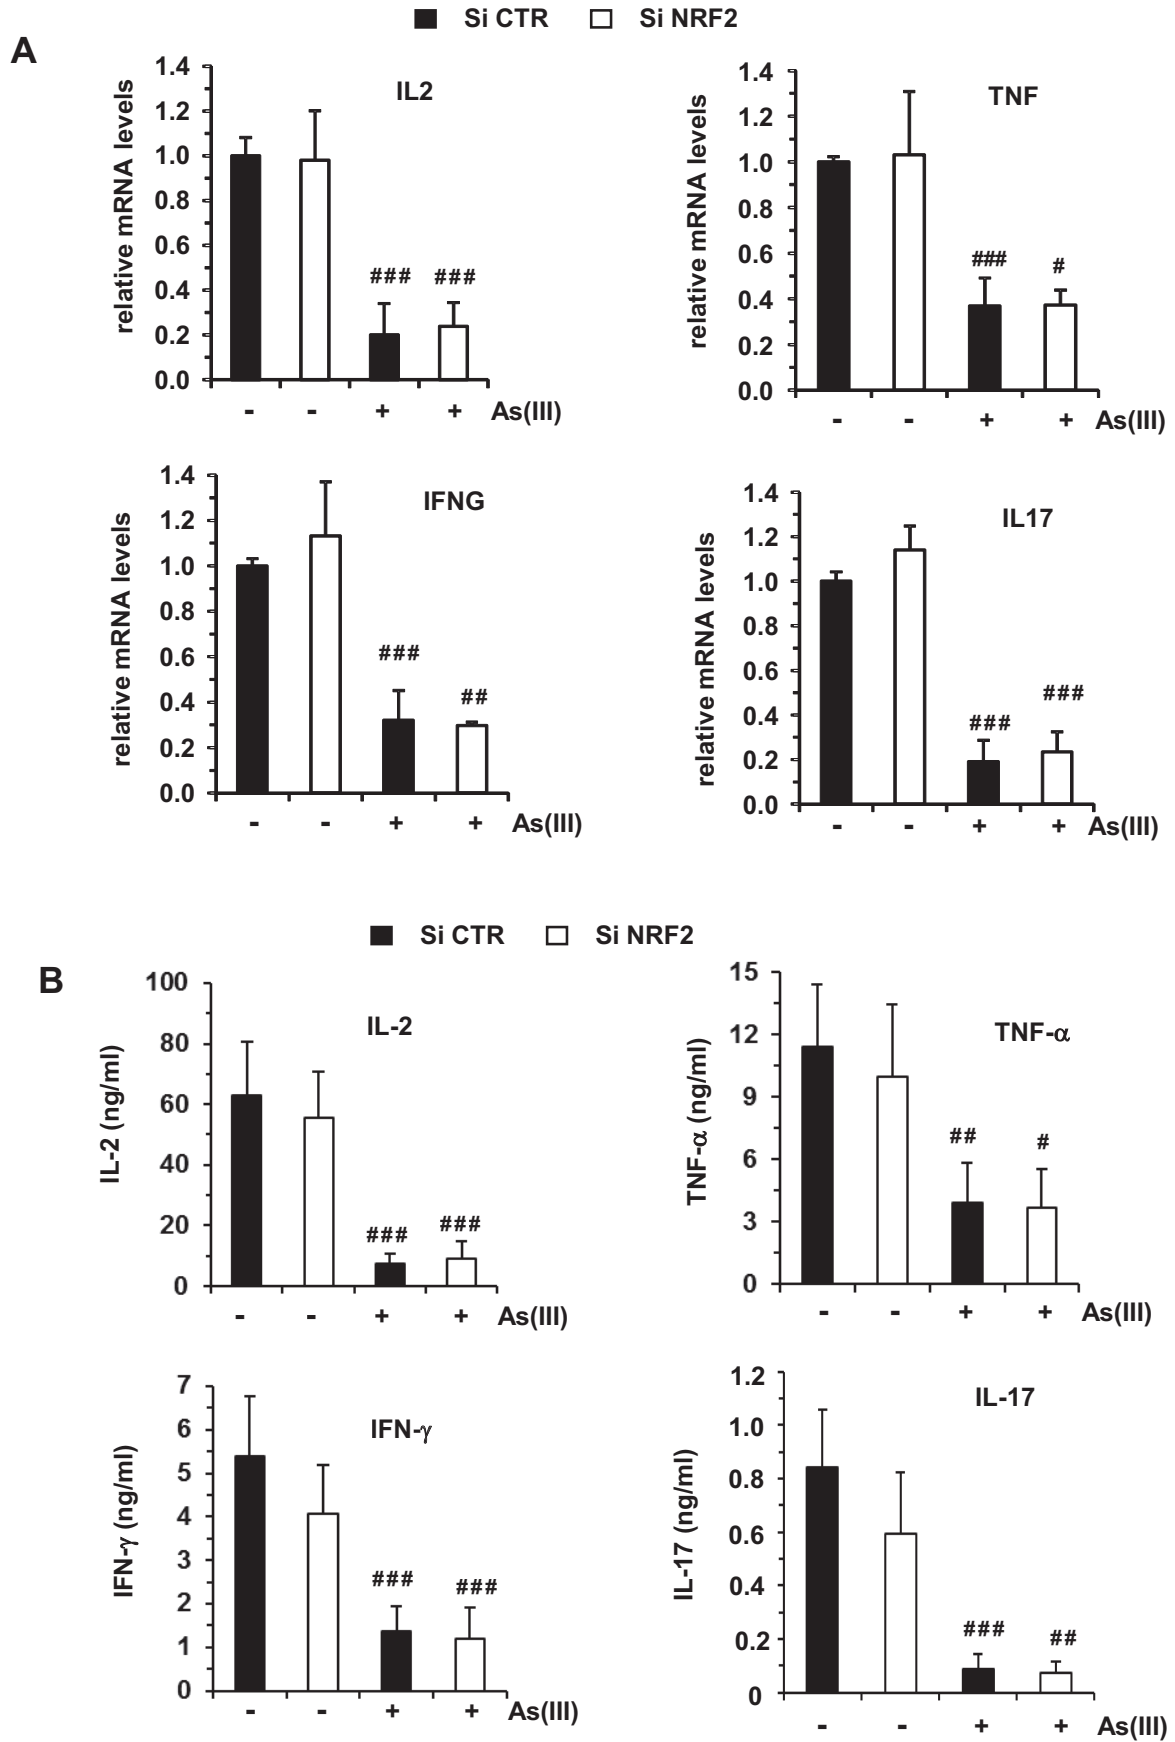 Si CTR Si NRF2
A
IL2
relative mRNA levels
1.4
1.2
1.0
0.8
0.6
0.4
0.2
0.0
### ###
- - + + As(III)
TNF
relative mRNA levels
1.4
1.2
1.0
0.8
0.6
0.4
0.2
0.0
### #
- - + + As(III)
IFNG
relative mRNA levels
1.4
1.2
1.0
0.8
0.6
0.4
0.2
0.0
### ##
- - + + As(III)
IL17
relative mRNA levels
1.4
1.2
1.0
0.8
0.6
0.4
0.2
0.0
### ###
- - + + As(III)
Si CTR Si NRF2
B
IL-2
IL-2 (ng/ml)
100
80
60
40
20
0
### ###
- - + + As(III)
TNF-α
TNF-α (ng/ml)
15
12
9
6
3
0
## #
- - + + As(III)
IFN-γ
IFN-γ (ng/ml)
7
6
5
4
3
2
1
0
### ###
- - + + As(III)
IL-17
IL-17 (ng/ml)
1.2
1.0
0.8
0.6
0.4
0.2
0
### ##
- - + + As(III)